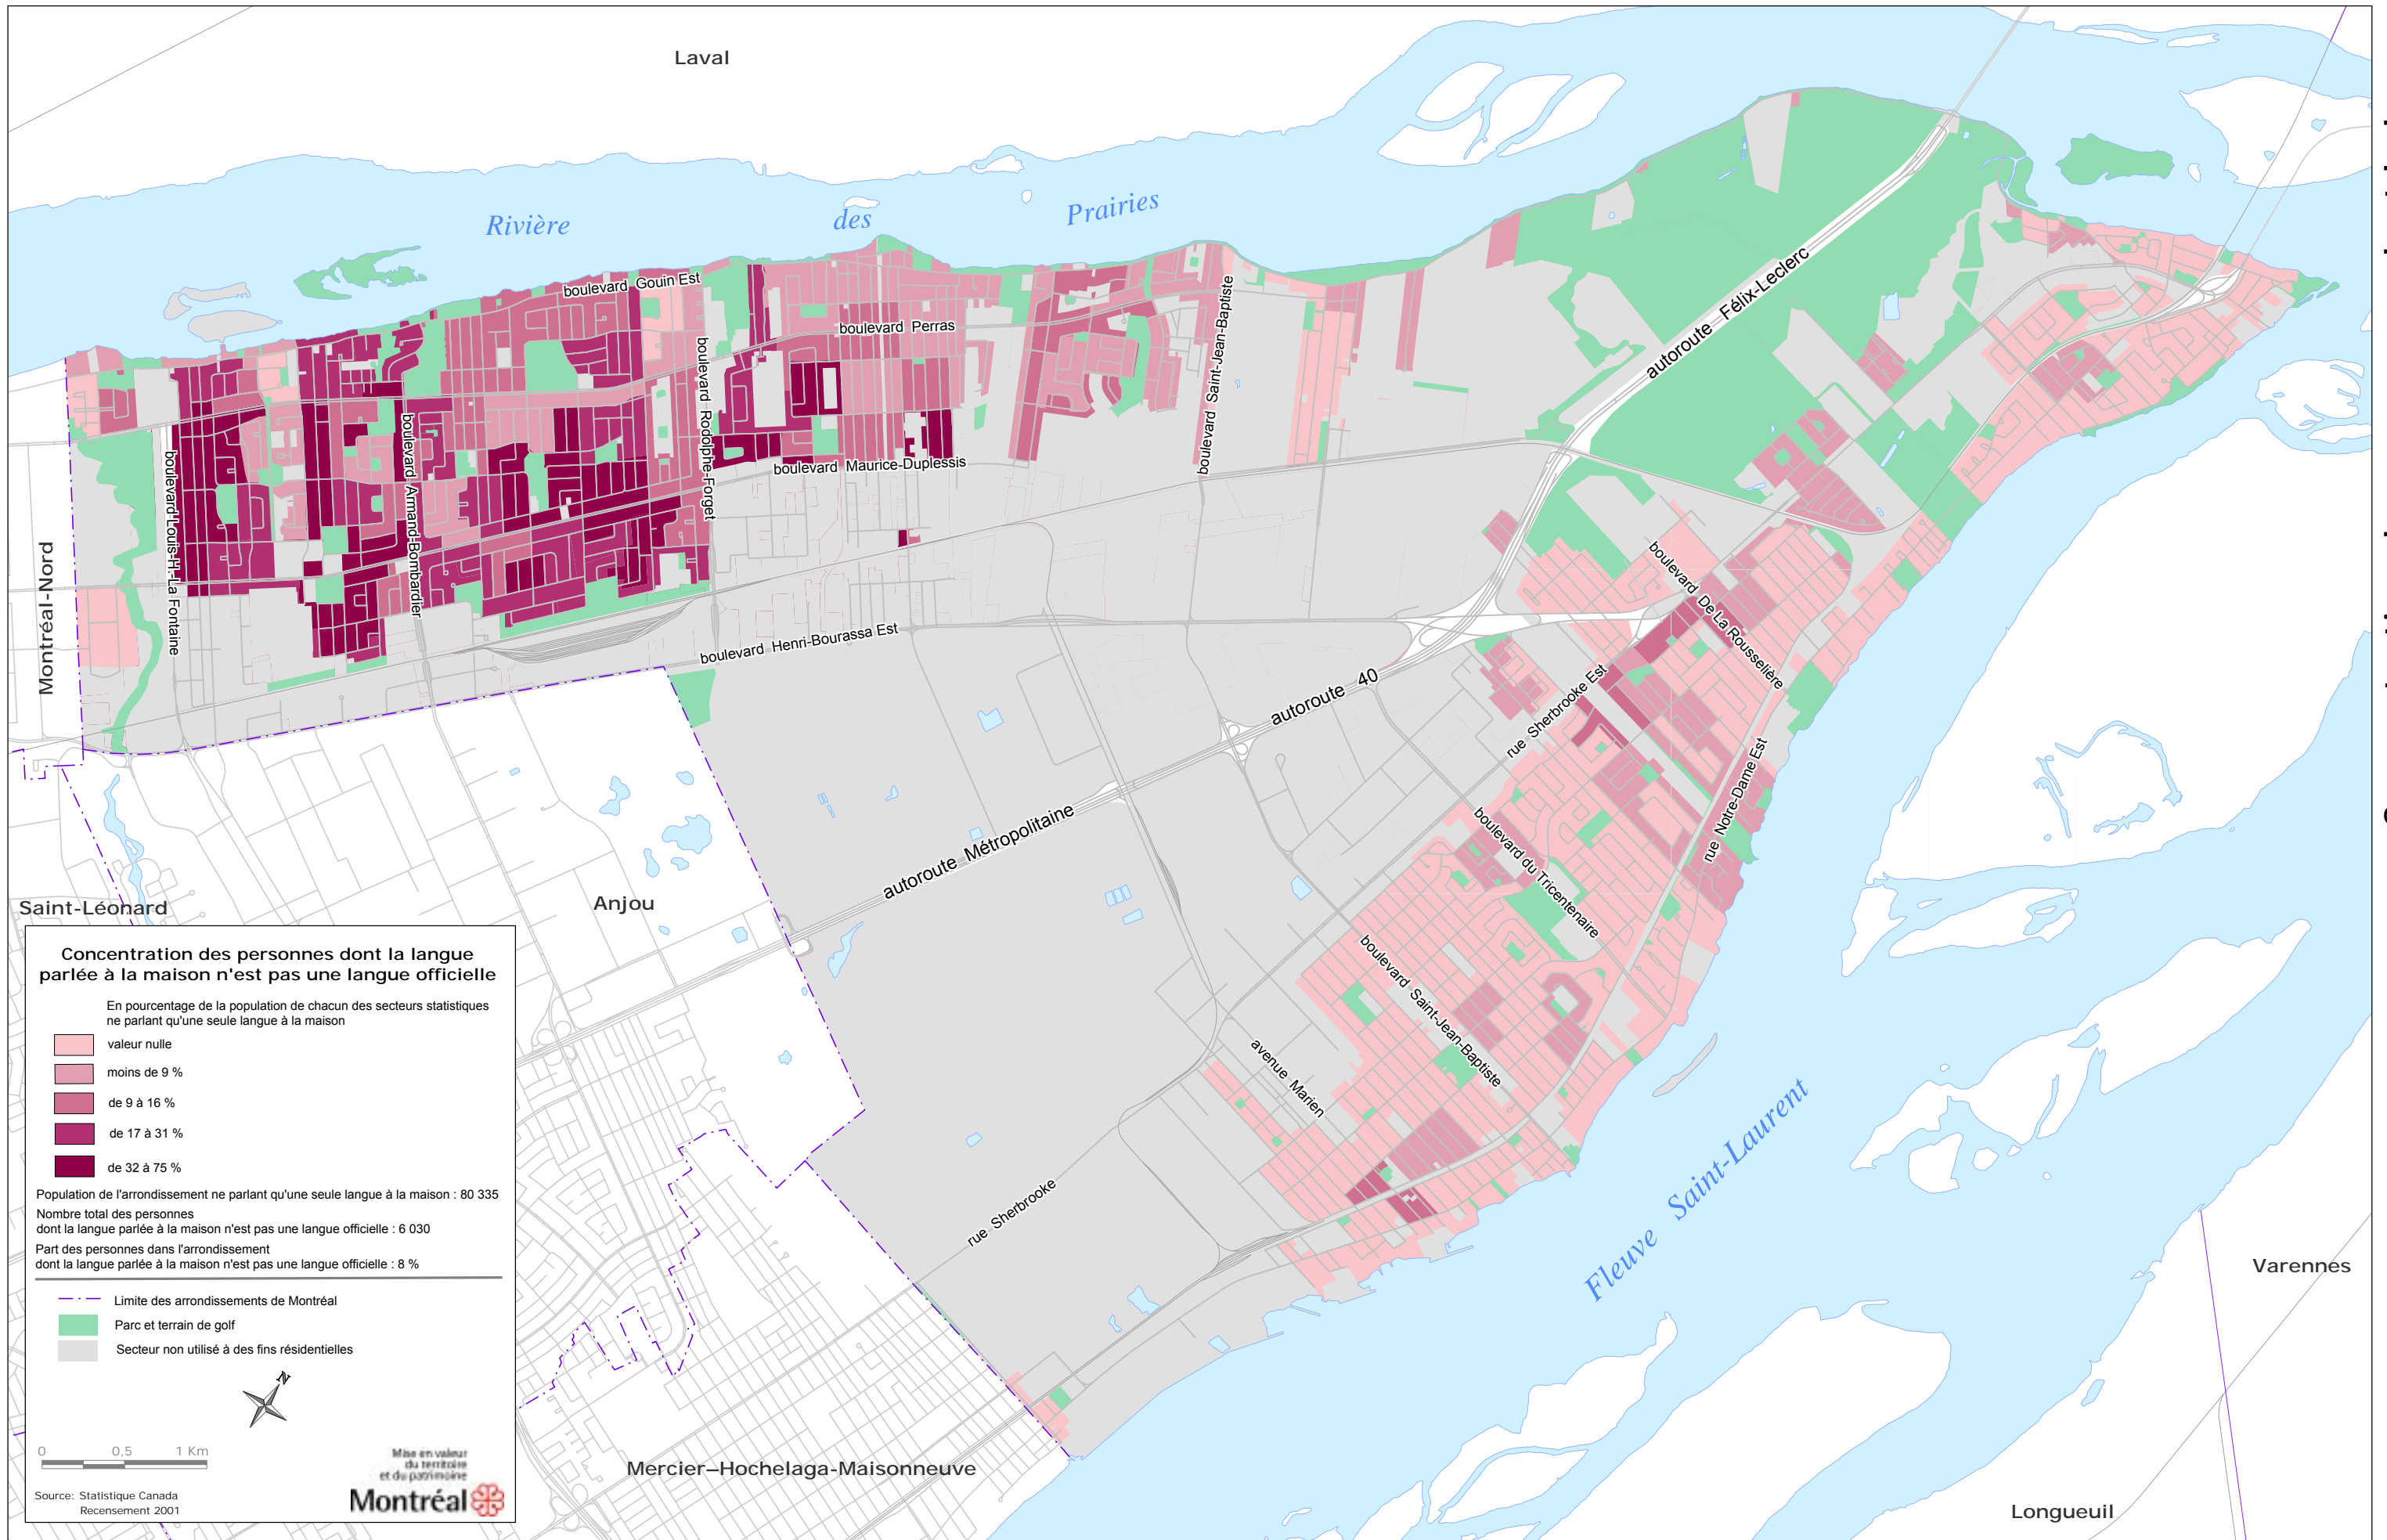 Laval
Rivière des Prairies
boulevard Gouin Est
boulevard Perras
boulevard Saint-Jean-Baptiste
autoroute Félix-Leclerc
boulevard Rodolphe-Forget
boulevard Maurice-Duplessis
boulevard Armand-Bombardier
boulevard Louis-H.-La Fontaine
Montréal-Nord
boulevard Henri-Bourassa Est
boulevard De La Rousselière
autoroute 40
rue Sherbrooke Est
rue Notre-Dame Est
autoroute Métropolitaine
boulevard du Tricentenaire
Saint-Léonard
Anjou
boulevard Saint-Jean-Baptiste
avenue Marien
rue Sherbrooke
Fleuve Saint-Laurent
Varennes
Mercier–Hochelaga-Maisonneuve
Longueuil
Concentration des personnes dont la langue
parlée à la maison n'est pas une langue officielle
En pourcentage de la population de chacun des secteurs statistiques
ne parlant qu'une seule langue à la maison
valeur nulle
moins de 9 %
de 9 à 16 %
de 17 à 31 %
de 32 à 75 %
Population de l'arrondissement ne parlant qu'une seule langue à la maison : 80 335
Nombre total des personnes
dont la langue parlée à la maison n'est pas une langue officielle : 6 030
Part des personnes dans l'arrondissement
dont la langue parlée à la maison n'est pas une langue officielle : 8 %
Limite des arrondissements de Montréal
Parc et terrain de golf
Secteur non utilisé à des fins résidentielles
N
0 0,5 1 Km
Mise en valeur
du territoire
et du patrimoine
Montréal
Source: Statistique Canada
Recensement 2001